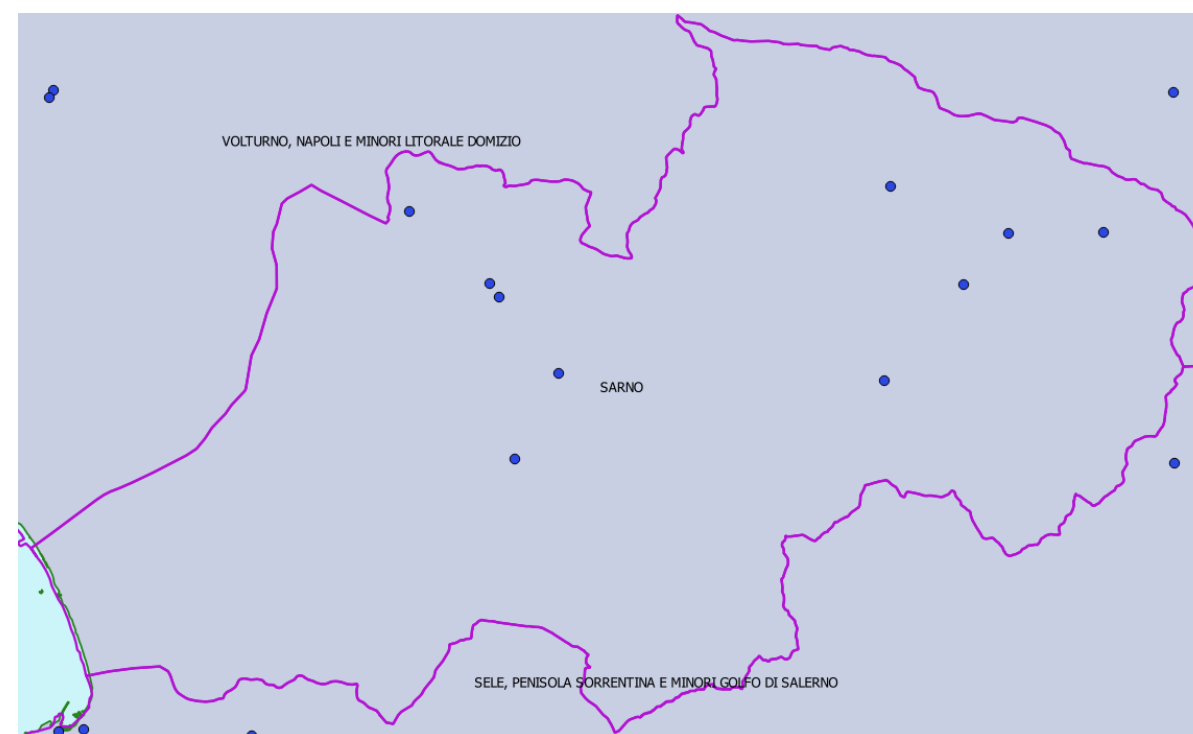 VOLTURNO, NAPOLI E MINORI LITORALE DOMIZIO
SARNO
SELE, PENISOLA SORRENTINA E MINORI GOLFO DI SALERNO